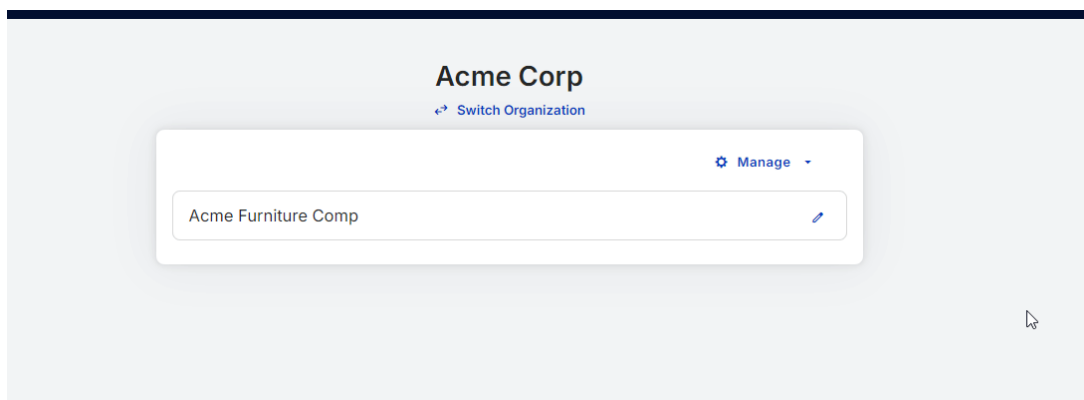 Acme Corp
Switch Organization
Manage
Acme Furniture Comp